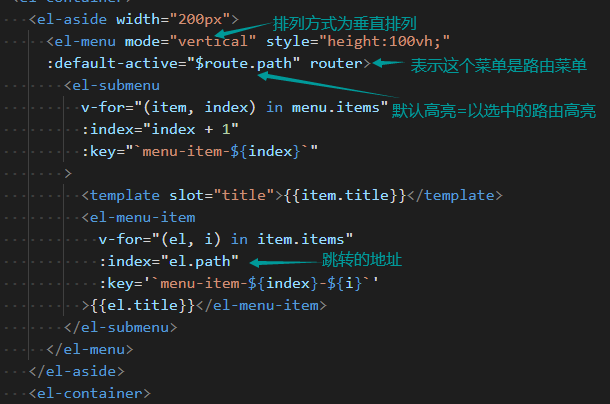 <el-container>
<el-aside width="200px">
排列方式为垂直排列
<el-menu mode="vertical" style="height:100vh;"
:default-active="$route.path" router>
表示这个菜单是路由菜单
<el-submenu
v-for="(item, index) in menu.items"
默认高亮=以选中的路由高亮
:index="index + 1"
:key="`menu-item-${index}`"
>
<template slot="title">{{item.title}}</template>
<el-menu-item
v-for="(el, i) in item.items"
:index="el.path"
跳转的地址
:key='`menu-item-${index}-${i}`'
>{{el.title}}</el-menu-item>
</el-submenu>
</el-menu>
</el-aside>
<el-container>